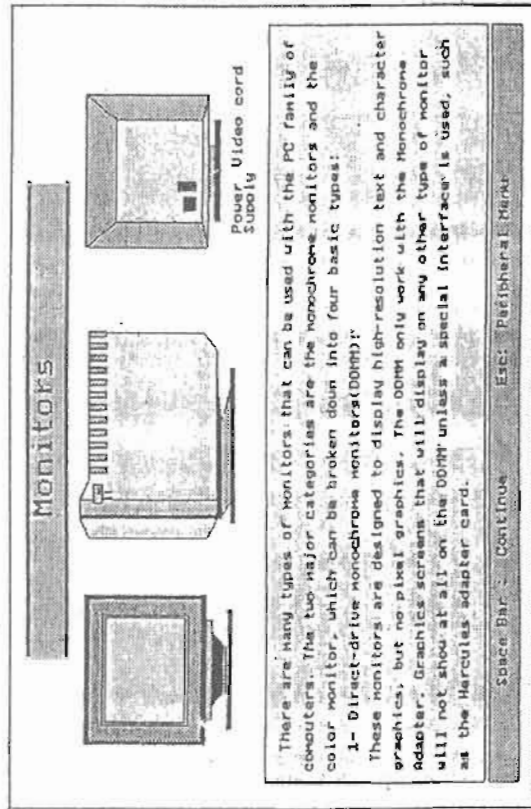 Monitors
Power Video cord
Supply
There are many types of monitors that can be used with the PC family of
computers. The two major categories are the monochrome monitors and the
color monitor, which can be broken down into four basic types:
1- Direct-drive monochrome monitors(DDMM):
These monitors are designed to display high-resolution text and character
graphics, but no pixel graphics. The DDMM only work with the Monochrome
Adapter. Graphics screens that will display on any other type of monitor
will not show at all on the DDMM unless a special interface is used, such
as the Hercules adapter card.
Space Bar : Continue Esc: Peripheral Menu